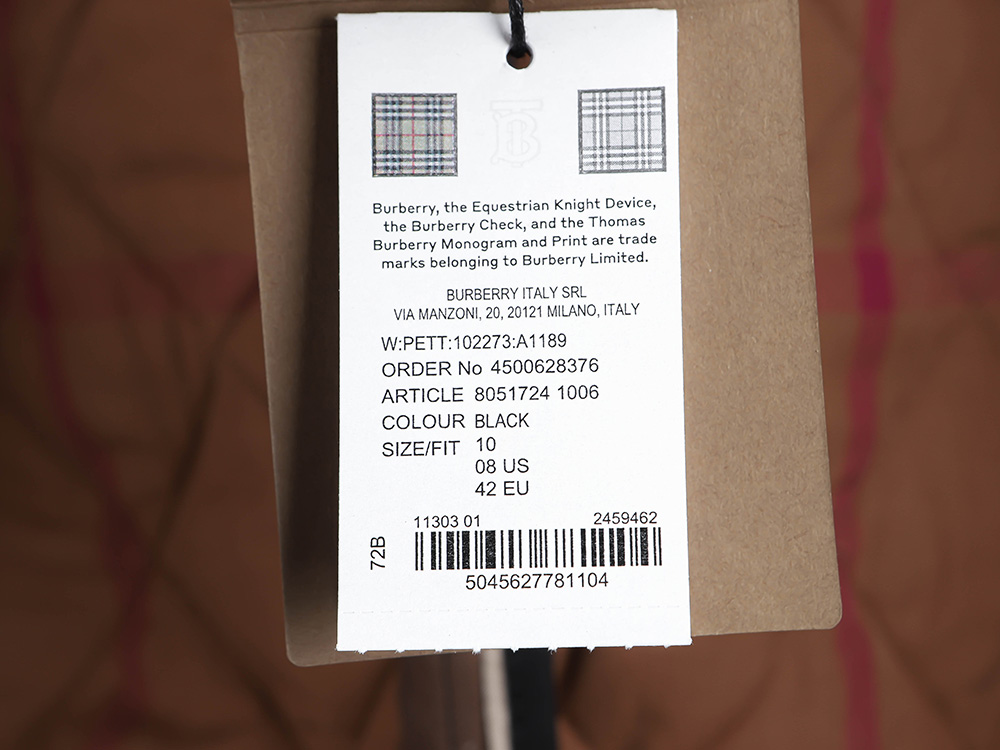 Burberry, the Equestrian Knight Device,
the Burberry Check, and the Thomas
Burberry Monogram and Print are trade
marks belonging to Burberry Limited.
BURBERRY ITALY SRL
VIA MANZONI, 20, 20121 MILANO, ITALY
W:PETT:102273:A1189
ORDER No 4500628376
ARTICLE 8051724 1006
COLOUR BLACK
SIZE/FIT 10
08 US
42 EU
11303 01 2459462
72B
5045627781104